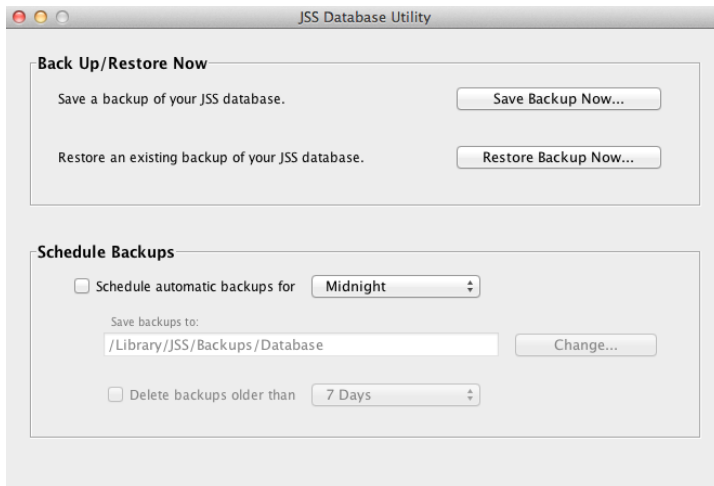 JSS Database Utility
Back Up/Restore Now
Save a backup of your JSS database.
Save Backup Now...
Restore an existing backup of your JSS database.
Restore Backup Now...
Schedule Backups
Schedule automatic backups for
Midnight
Save backups to:
/Library/JSS/Backups/Database
Change...
Delete backups older than
7 Days